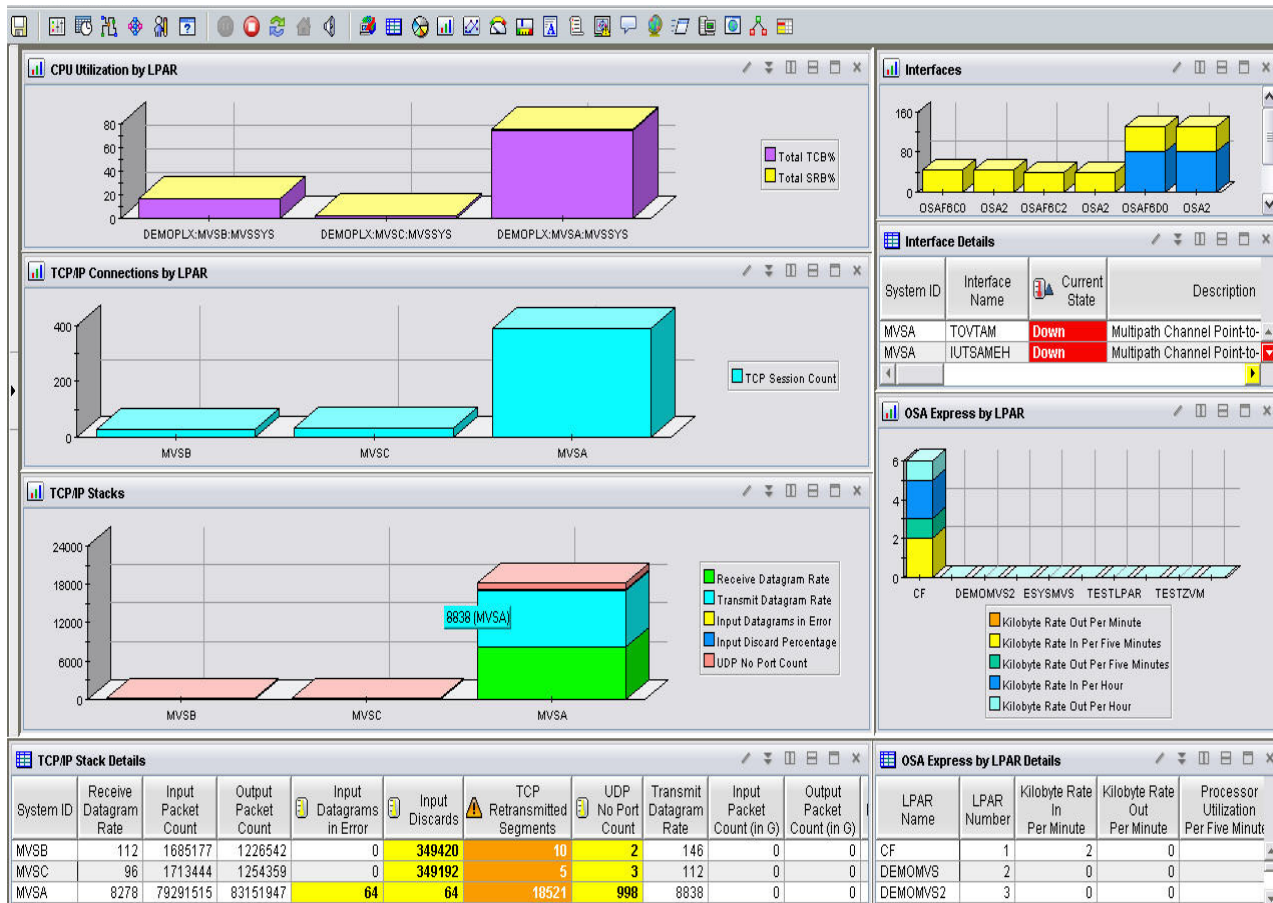 CPU Utilization by LPAR
80
60
40
20
0
DEMOPLX:MVSB:MVSSYS
DEMOPLX:MVSC:MVSSYS
DEMOPLX:MVSA:MVSSYS
Total TCB%
Total SRB%
TCP/IP Connections by LPAR
400
200
0
MVSB
MVSC
MVSA
TCP Session Count
TCP/IP Stacks
24000
18000
12000
6000
0
8838 (MVSA)
MVSB
MVSC
MVSA
Receive Datagram Rate
Transmit Datagram Rate
Input Datagrams in Error
Input Discard Percentage
UDP No Port Count
Interfaces
160
80
0
OSAF6C0 OSA2 OSAF6C2 OSA2 OSAF6D0 OSA2
Interface Details
System ID Interface Name Current State Description
MVSA TOVTAM Down Multipath Channel Point-to-
MVSA IUTSAMEH Down Multipath Channel Point-to-
OSA Express by LPAR
6
4
2
0
CF DEMOMVS2 ESYSMVS TESTLPAR TESTZVM
Kilobyte Rate Out Per Minute
Kilobyte Rate In Per Five Minutes
Kilobyte Rate Out Per Five Minutes
Kilobyte Rate In Per Hour
Kilobyte Rate Out Per Hour
TCP/IP Stack Details
System ID Receive Datagram Rate Input Packet Count Output Packet Count Input Datagrams in Error Input Discards TCP Retransmitted Segments UDP No Port Count Transmit Datagram Rate Input Packet Count (in G) Output Packet Count (in G)
MVSB 112 1685177 1226542 0 349420 10 2 146 0 0
MVSC 96 1713444 1254359 0 349192 5 3 112 0 0
MVSA 8278 79291515 83151947 64 64 18521 998 8838 0 0
OSA Express by LPAR Details
LPAR Name LPAR Number Kilobyte Rate In Per Minute Kilobyte Rate Out Per Minute Processor Utilization Per Five Minute
CF 1 2 0
DEMOMVS 2 0 0
DEMOMVS2 3 0 0